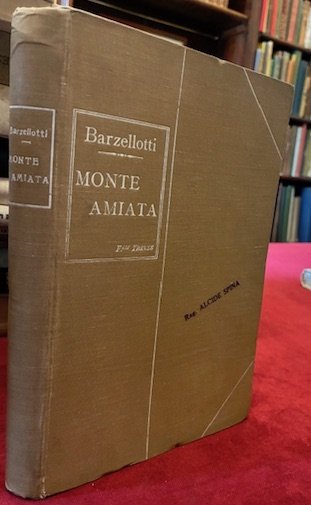 Barzellotti
MONTE
AMIATA
Barzellotti
MONTE
AMIATA
F.lli TREVES
Rag. ALCIDE SPINA